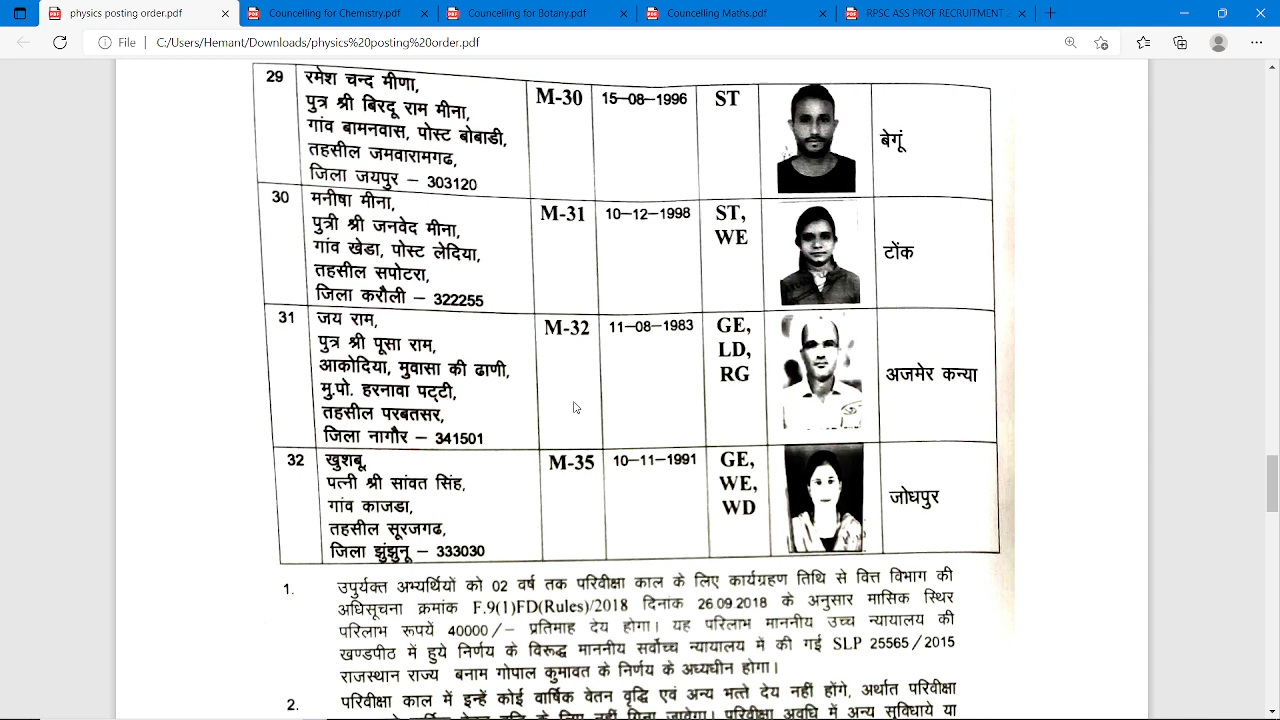 physics posting order.pdf
Councelling for Chemistry.pdf
Councelling for Botany.pdf
Councelling Maths.pdf
RPSC ASS PROF RECRUITMENT
File | C:/Users/Hemant/Downloads/physics%20posting%20order.pdf
29 रमेश चन्द मीणा, M-30 15-08-1996 ST बेगूं
पुत्र श्री बिरदू राम मीना,
गांव बामनवास, पोस्ट बोबाडी,
तहसील जमवारामगढ,
जिला जयपुर – 303120
30 मनीषा मीना, M-31 10-12-1998 ST, टोंक
पुत्री श्री जनवेद मीना, WE
गांव खेडा, पोस्ट लेदिया,
तहसील सपोटरा,
जिला करौली – 322255
31 जय राम, M-32 11-08-1983 GE, अजमेर कन्या
पुत्र श्री पूसा राम, LD,
आकोदिया, मुवासा की ढाणी, RG
मु.पो. हरनावा पट्टी,
तहसील परबतसर,
जिला नागौर – 341501
32 खुशबू, M-35 10-11-1991 GE, जोधपुर
पत्नी श्री सांवत सिंह, WE,
गांव काजडा, WD
तहसील सूरजगढ,
जिला झुंझुनू – 333030
1. उपुर्यक्त अभ्यर्थियों को 02 वर्ष तक परिवीक्षा काल के लिए कार्यग्रहण तिथि से वित्त विभाग की
अधिसूचना क्रमांक F.9(1)FD(Rules)/2018 दिनांक 26.09.2018 के अनुसार मासिक स्थिर
परिलाभ रूपयें 40000/- प्रतिमाह देय होगा। यह परिलाभ माननीय उच्च न्यायालय की
खण्डपीठ में हुये निर्णय के विरूद्ध माननीय सर्वोच्च न्यायालय में की गई SLP 25565/2015
राजस्थान राज्य बनाम गोपाल कुमावत के निर्णय के अध्यधीन होगा।
2. परिवीक्षा काल में इन्हें कोई वार्षिक वेतन वृद्धि एवं अन्य भत्ते देय नहीं होंगे, अर्थात परिवीक्षा
के लिए नहीं गिना जावेगा। परिवीक्षा अवधि में अन्य सुविधाये या